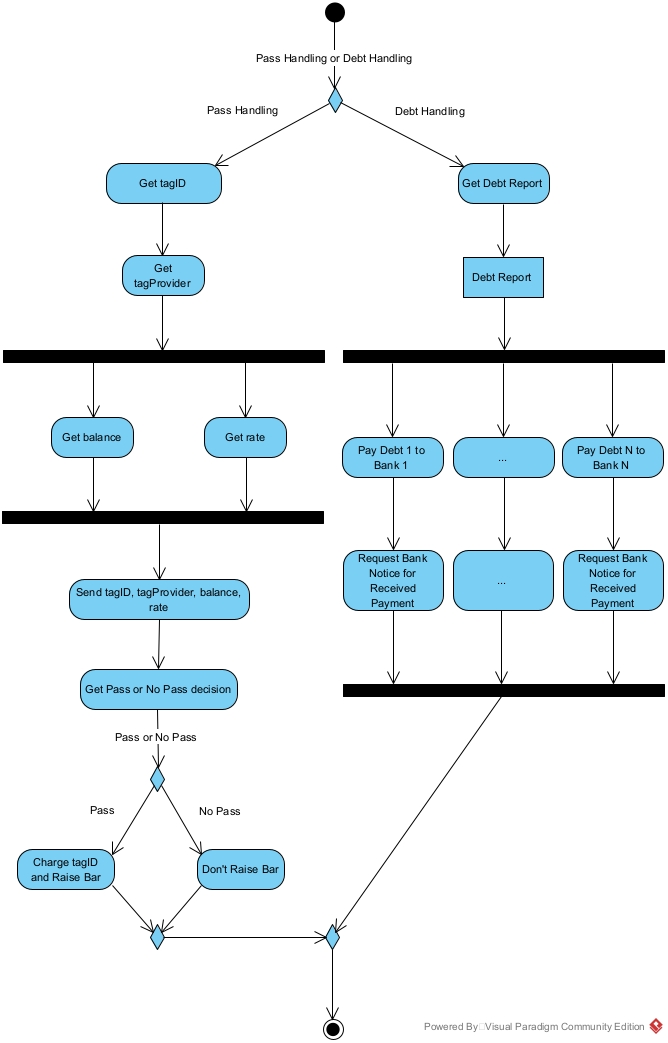 Pass Handling or Debt Handling
Pass Handling
Debt Handling
Get tagID
Get Debt Report
Get
tagProvider
Debt Report
Get balance
Get rate
Pay Debt 1 to
Bank 1
...
Pay Debt N to
Bank N
Request Bank
Notice for
Received
Payment
...
Request Bank
Notice for
Received
Payment
Send tagID, tagProvider, balance,
rate
Get Pass or No Pass decision
Pass or No Pass
Pass
No Pass
Charge tagID
and Raise Bar
Don't Raise Bar
Powered By□Visual Paradigm Community Edition